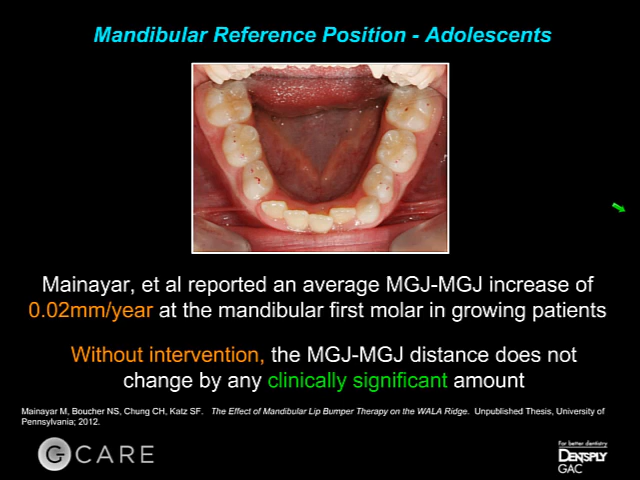 Mandibular Reference Position - Adolescents
Mainayar, et al reported an average MGJ-MGJ increase of
0.02mm/year at the mandibular first molar in growing patients
Without intervention, the MGJ-MGJ distance does not
change by any clinically significant amount
Mainayar M, Boucher NS, Chung CH, Katz SF. The Effect of Mandibular Lip Bumper Therapy on the WALA Ridge. Unpublished Thesis, University of
Pennsylvania; 2012.
G CARE
For better dentistry
DENTSPLY
GAC